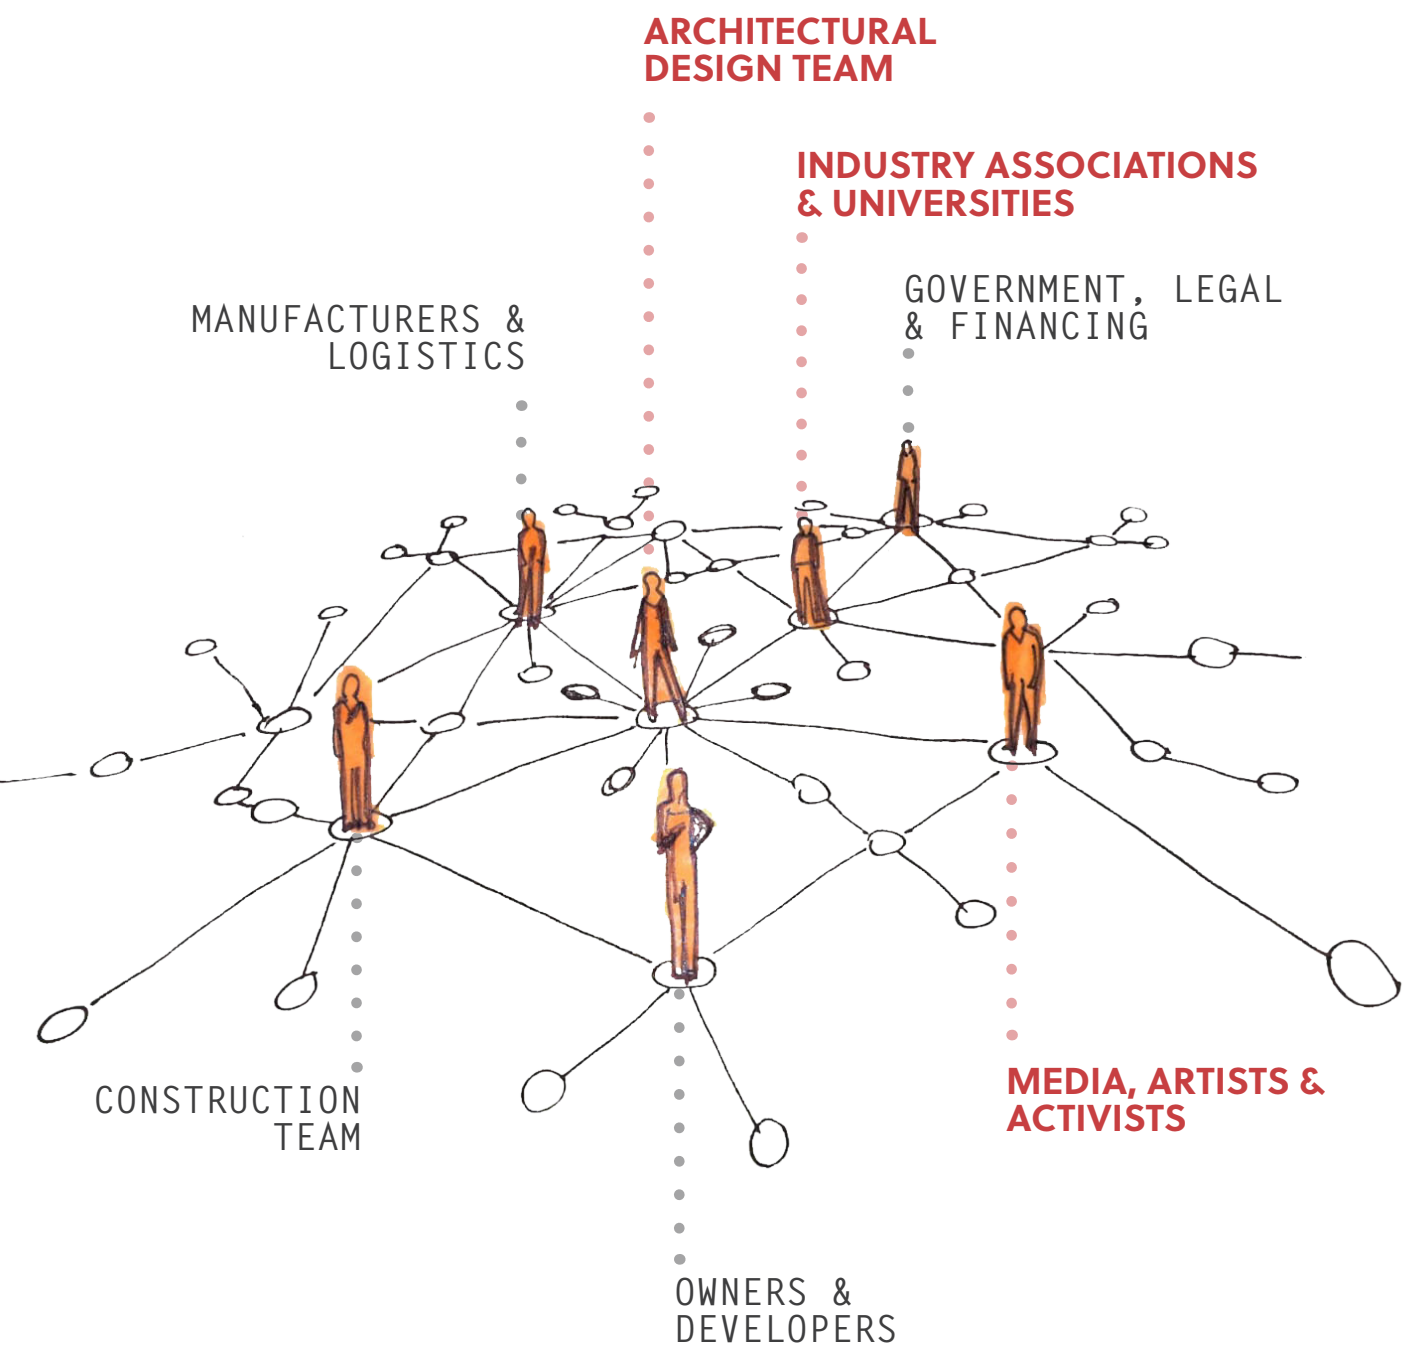 ARCHITECTURAL
DESIGN TEAM
INDUSTRY ASSOCIATIONS
& UNIVERSITIES
GOVERNMENT, LEGAL
& FINANCING
MANUFACTURERS &
LOGISTICS
CONSTRUCTION
TEAM
MEDIA, ARTISTS &
ACTIVISTS
OWNERS &
DEVELOPERS